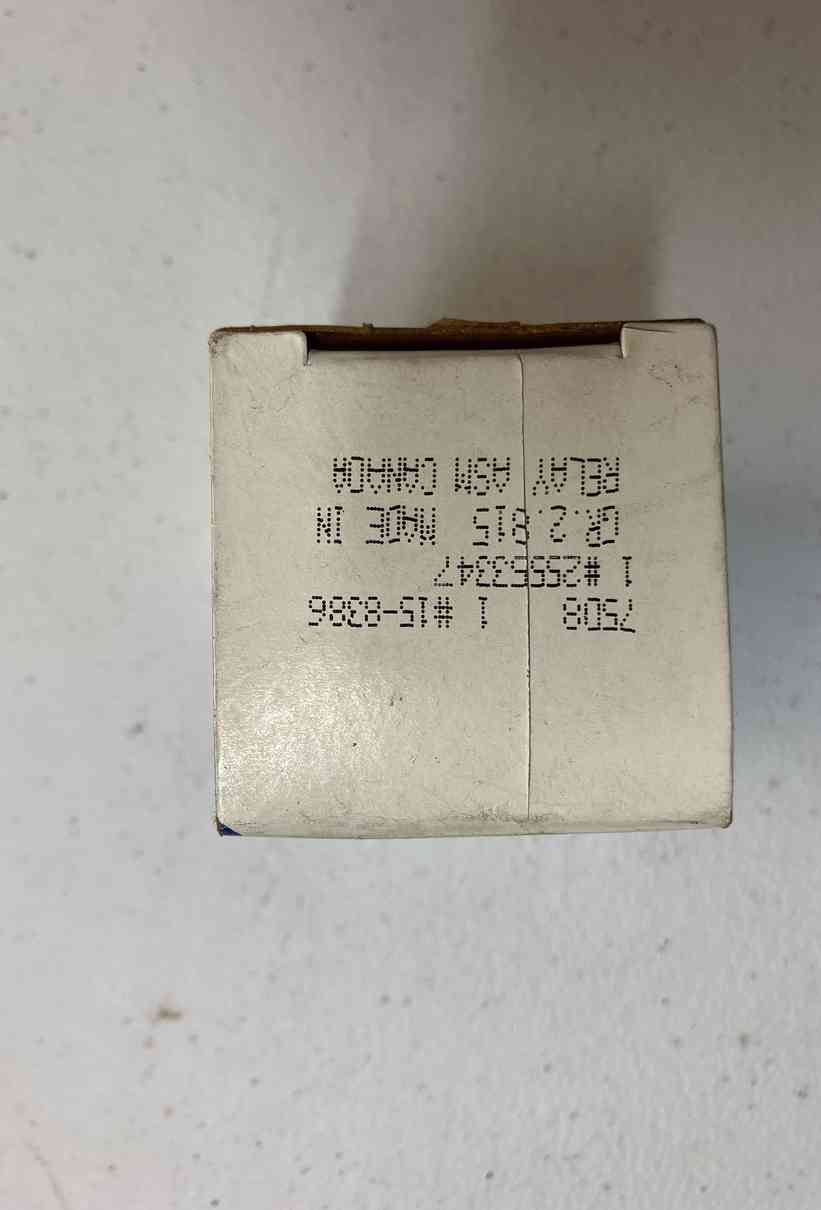 7508 1 #15-8386
1 #25553347
GR.2.815 MADE IN
RELAY ASM CANADA